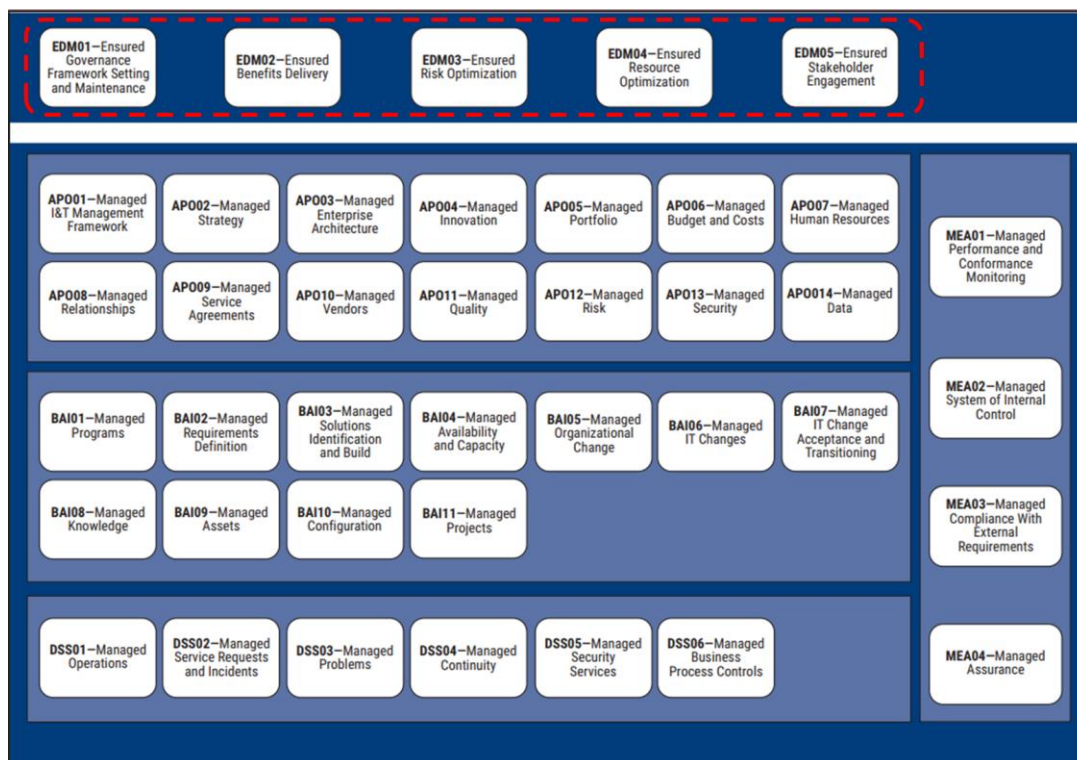 EDM01—Ensured
Governance
Framework Setting
and Maintenance
EDM02—Ensured
Benefits Delivery
EDM03—Ensured
Risk Optimization
EDM04—Ensured
Resource
Optimization
EDM05—Ensured
Stakeholder
Engagement
APO01—Managed
I&T Management
Framework
APO02—Managed
Strategy
APO03—Managed
Enterprise
Architecture
APO04—Managed
Innovation
APO05—Managed
Portfolio
APO06—Managed
Budget and Costs
APO07—Managed
Human Resources
APO08—Managed
Relationships
APO09—Managed
Service
Agreements
APO10—Managed
Vendors
APO11—Managed
Quality
APO12—Managed
Risk
APO13—Managed
Security
APO014—Managed
Data
BAI01—Managed
Programs
BAI02—Managed
Requirements
Definition
BAI03—Managed
Solutions
Identification
and Build
BAI04—Managed
Availability
and Capacity
BAI05—Managed
Organizational
Change
BAI06—Managed
IT Changes
BAI07—Managed
IT Change
Acceptance and
Transitioning
BAI08—Managed
Knowledge
BAI09—Managed
Assets
BAI10—Managed
Configuration
BAI11—Managed
Projects
DSS01—Managed
Operations
DSS02—Managed
Service Requests
and Incidents
DSS03—Managed
Problems
DSS04—Managed
Continuity
DSS05—Managed
Security
Services
DSS06—Managed
Business
Process Controls
MEA01—Managed
Performance and
Conformance
Monitoring
MEA02—Managed
System of Internal
Control
MEA03—Managed
Compliance With
External
Requirements
MEA04—Managed
Assurance